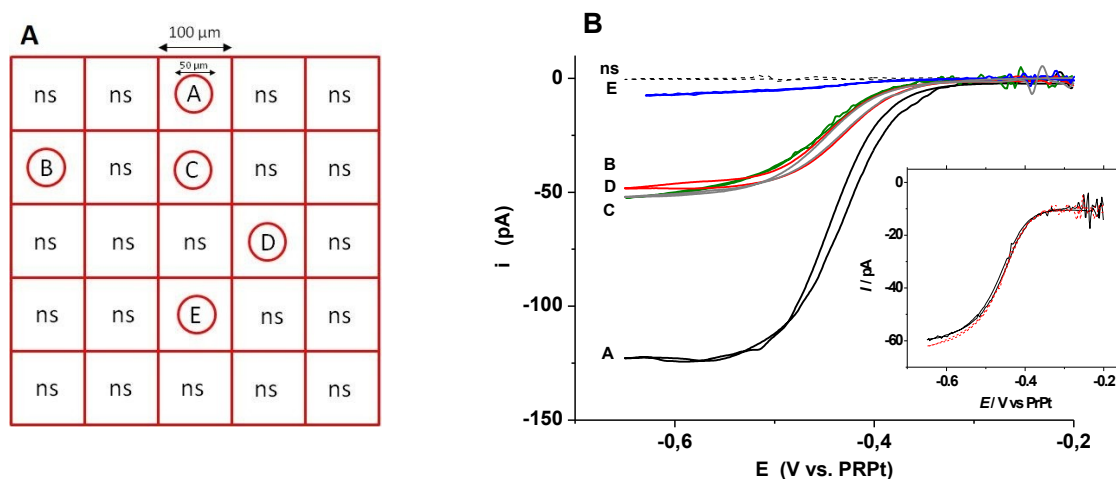 A
100 µm
50 µm
ns ns A ns ns
B ns C ns ns
ns ns ns D ns
ns ns E ns ns
ns ns ns ns ns
B
0
-50
-100
-150
i (pA)
ns
E
B
D
C
A
-0,6 -0,4 -0,2
E (V vs. PRPt)
0
-20
-40
-60
I / pA
-0.6 -0.4 -0.2
E/ V vs PrPt